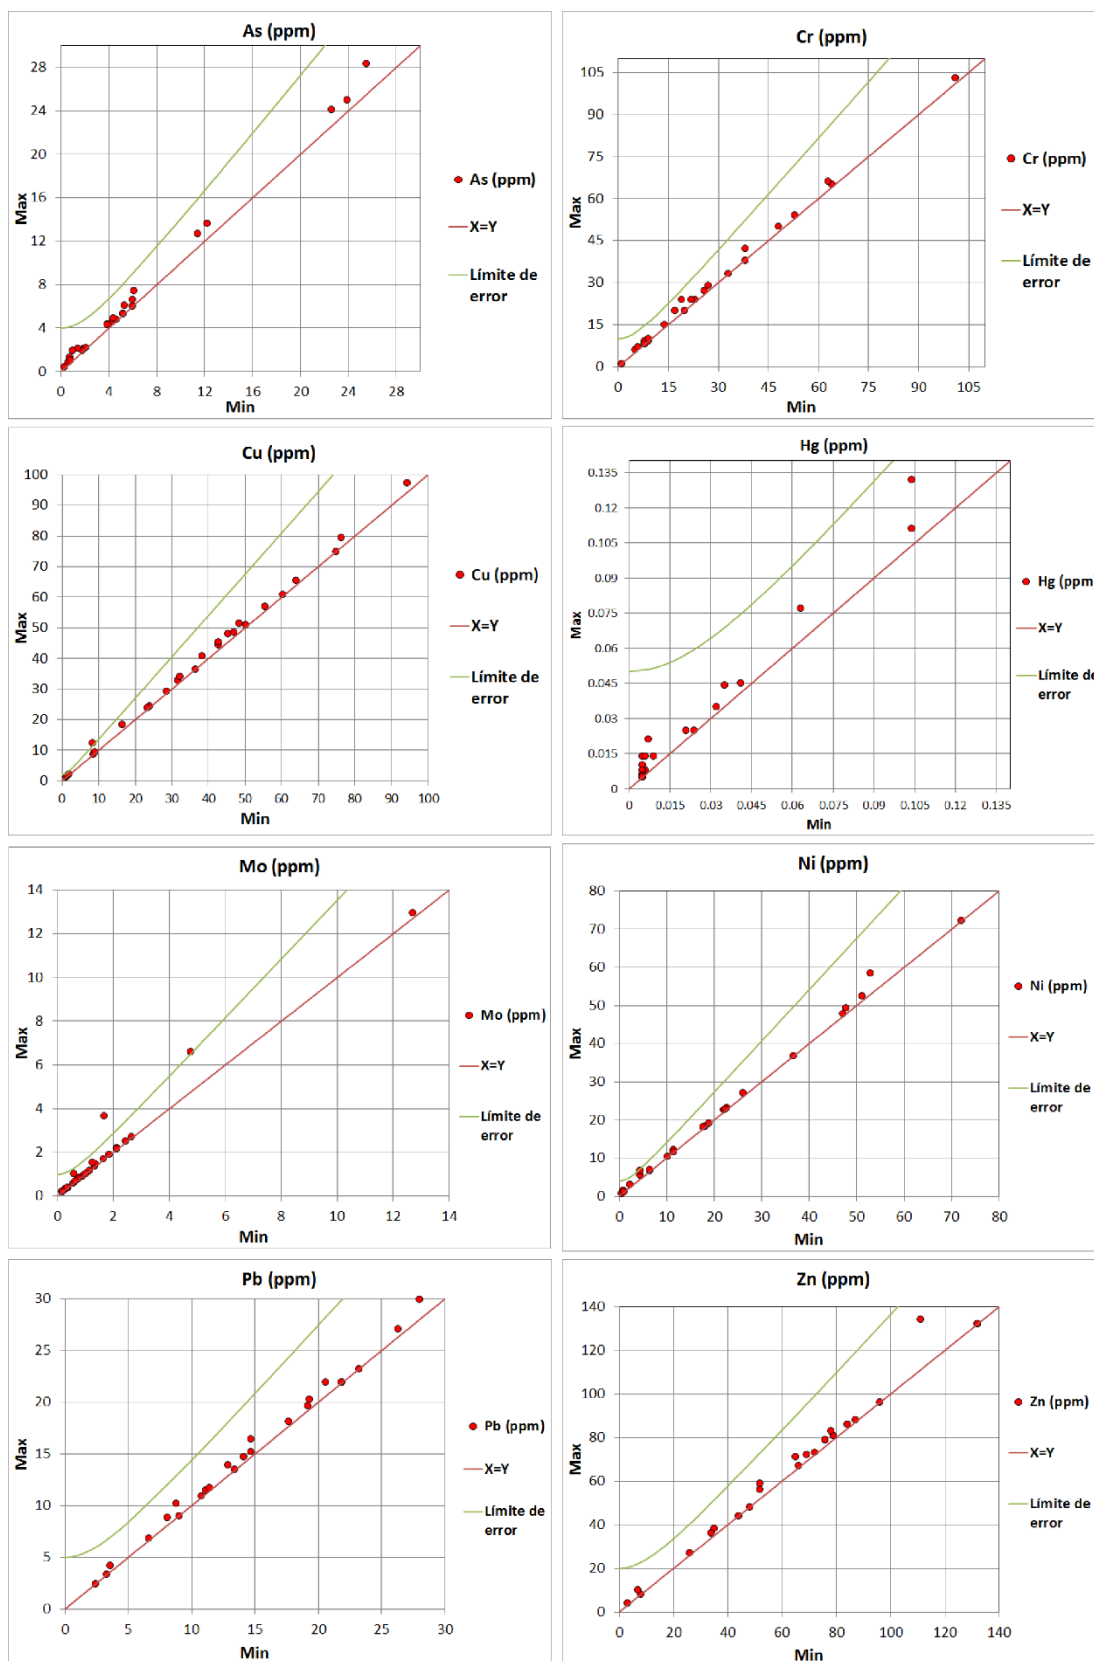 As (ppm)
28
24
20
16
12
8
4
0
Max
0 4 8 12 16 20 24 28
Min
As (ppm)
X=Y
Límite de
error
Cr (ppm)
105
90
75
60
45
30
15
0
Max
0 15 30 45 60 75 90 105
Min
Cr (ppm)
X=Y
Límite de
error
Cu (ppm)
100
90
80
70
60
50
40
30
20
10
0
Max
0 10 20 30 40 50 60 70 80 90 100
Min
Cu (ppm)
X=Y
Límite de
error
Hg (ppm)
0.135
0.12
0.105
0.09
0.075
0.06
0.045
0.03
0.015
0
Max
0 0.015 0.03 0.045 0.06 0.075 0.09 0.105 0.12 0.135
Min
Hg (ppm)
X=Y
Límite de
error
Mo (ppm)
14
12
10
8
6
4
2
0
Max
0 2 4 6 8 10 12 14
Min
Mo (ppm)
X=Y
Límite de
error
Ni (ppm)
80
70
60
50
40
30
20
10
0
Max
0 10 20 30 40 50 60 70 80
Min
Ni (ppm)
X=Y
Límite de
error
Pb (ppm)
30
25
20
15
10
5
0
Max
0 5 10 15 20 25 30
Min
Pb (ppm)
X=Y
Límite de
error
Zn (ppm)
140
120
100
80
60
40
20
0
Max
0 20 40 60 80 100 120 140
Min
Zn (ppm)
X=Y
Límite de
error